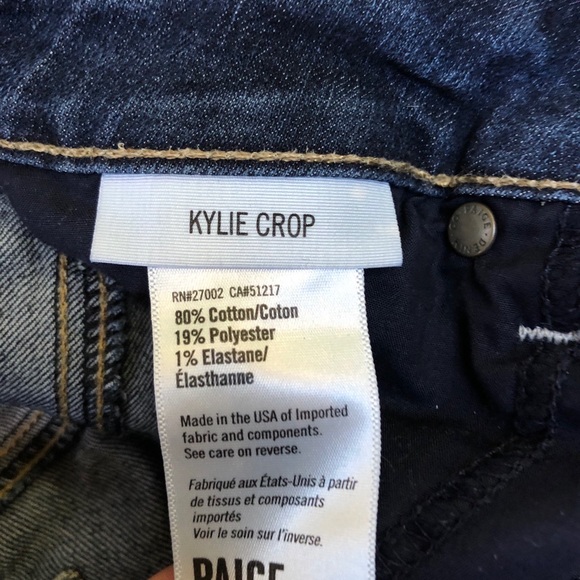 KYLIE CROP
RN#27002 CA#51217
80% Cotton/Coton
19% Polyester
1% Elastane/
Élasthanne
Made in the USA of Imported
fabric and components.
See care on reverse.
Fabriqué aux États-Unis à partir
de tissus et composants
importés
Voir le soin sur l'inverse.
PAIGE
PAIGE · DENIM